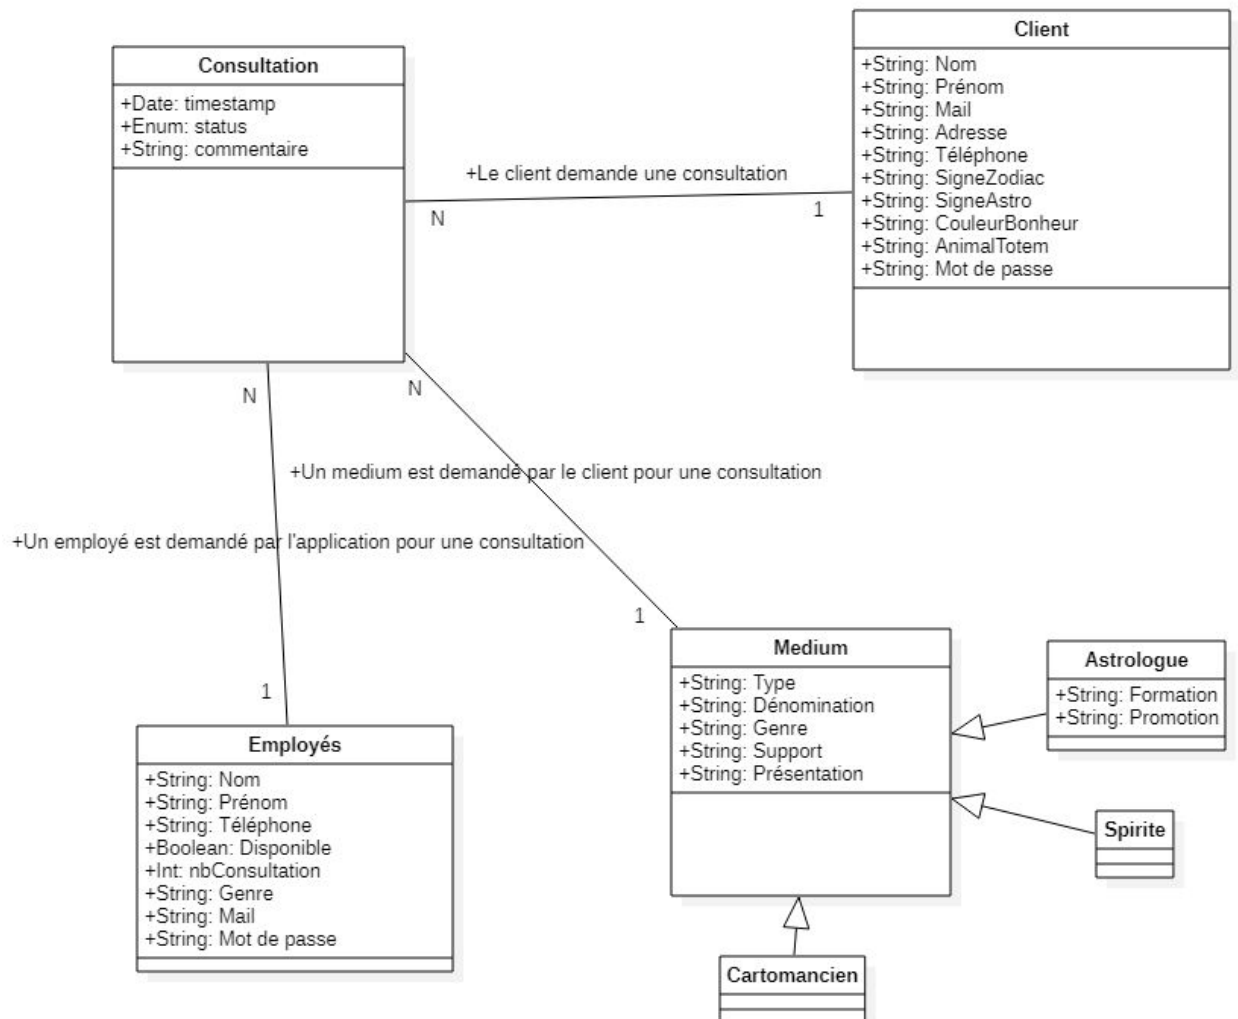 Consultation
+Date: timestamp
+Enum: status
+String: commentaire
Client
+String: Nom
+String: Prénom
+String: Mail
+String: Adresse
+String: Téléphone
+String: SigneZodiac
+String: SigneAstro
+String: CouleurBonheur
+String: AnimalTotem
+String: Mot de passe
+Le client demande une consultation
N
1
N
N
+Un medium est demandé par le client pour une consultation
+Un employé est demandé par l'application pour une consultation
1
1
Employés
+String: Nom
+String: Prénom
+String: Téléphone
+Boolean: Disponible
+Int: nbConsultation
+String: Genre
+String: Mail
+String: Mot de passe
Medium
+String: Type
+String: Dénomination
+String: Genre
+String: Support
+String: Présentation
Astrologue
+String: Formation
+String: Promotion
Spirite
Cartomancien